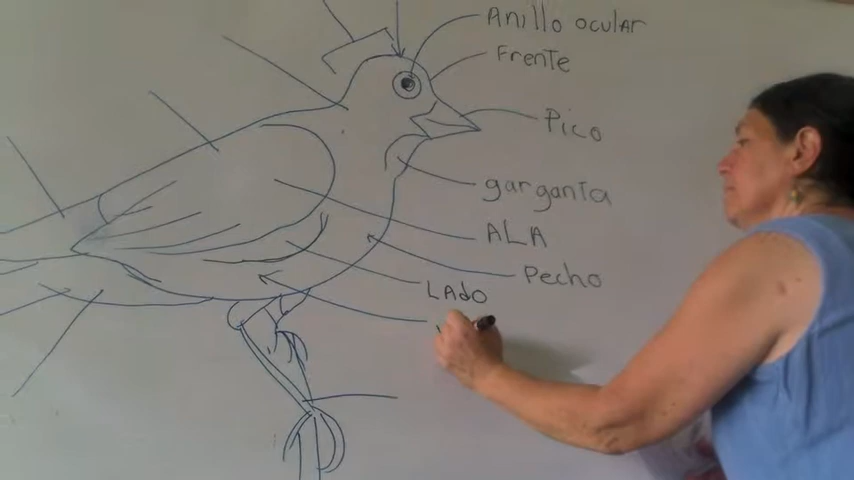 Anillo ocular
Frente
Pico
garganta
ALA
Pecho
LADO